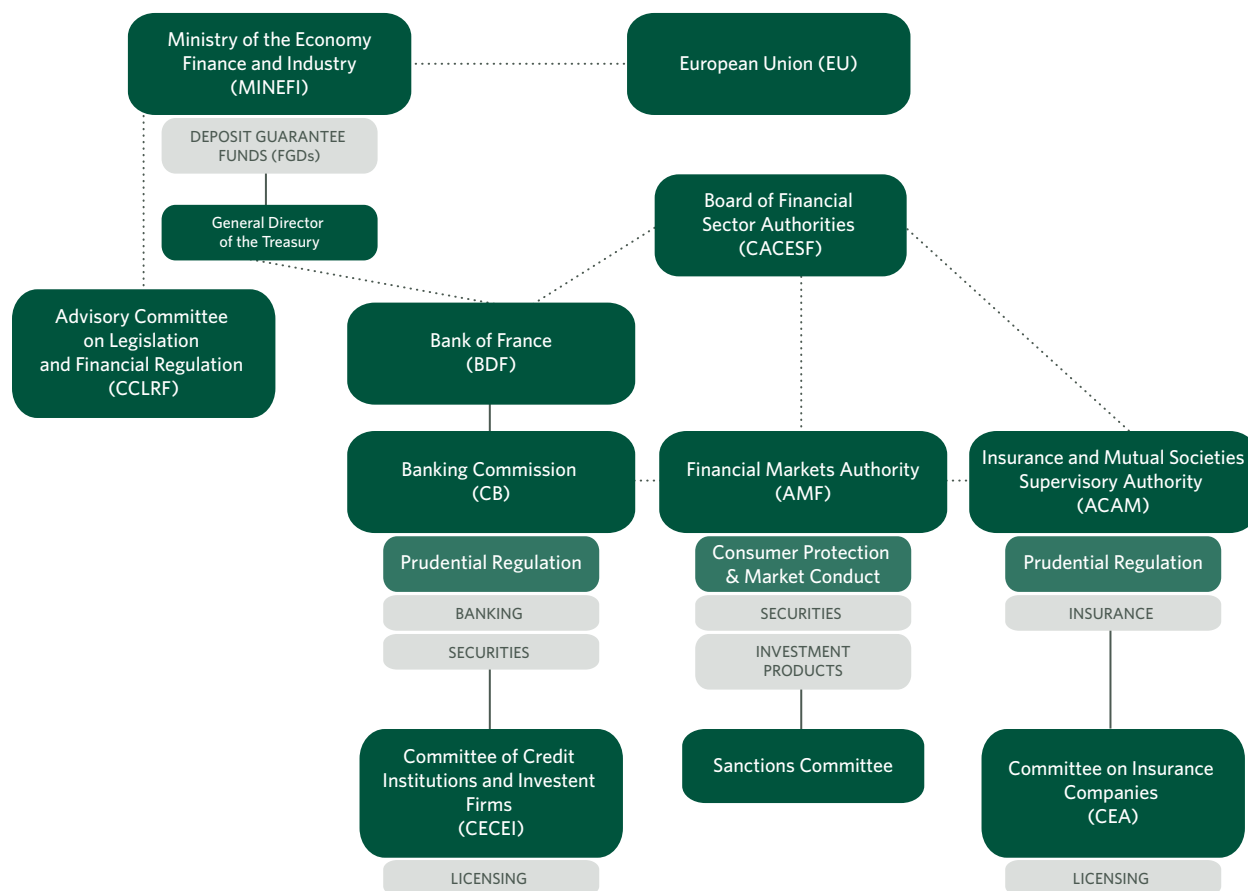 Ministry of the Economy
Finance and Industry
(MINEFI)
European Union (EU)
DEPOSIT GUARANTEE
FUNDS (FGDs)
General Director
of the Treasury
Board of Financial
Sector Authorities
(CACESF)
Advisory Committee
on Legislation
and Financial Regulation
(CCLRF)
Bank of France
(BDF)
Banking Commission
(CB)
Financial Markets Authority
(AMF)
Insurance and Mutual Societies
Supervisory Authority
(ACAM)
Prudential Regulation
BANKING
SECURITIES
Consumer Protection
& Market Conduct
SECURITIES
INVESTMENT
PRODUCTS
Prudential Regulation
INSURANCE
Committee of Credit
Institutions and Investent
Firms
(CECEI)
LICENSING
Sanctions Committee
Committee on Insurance
Companies
(CEA)
LICENSING